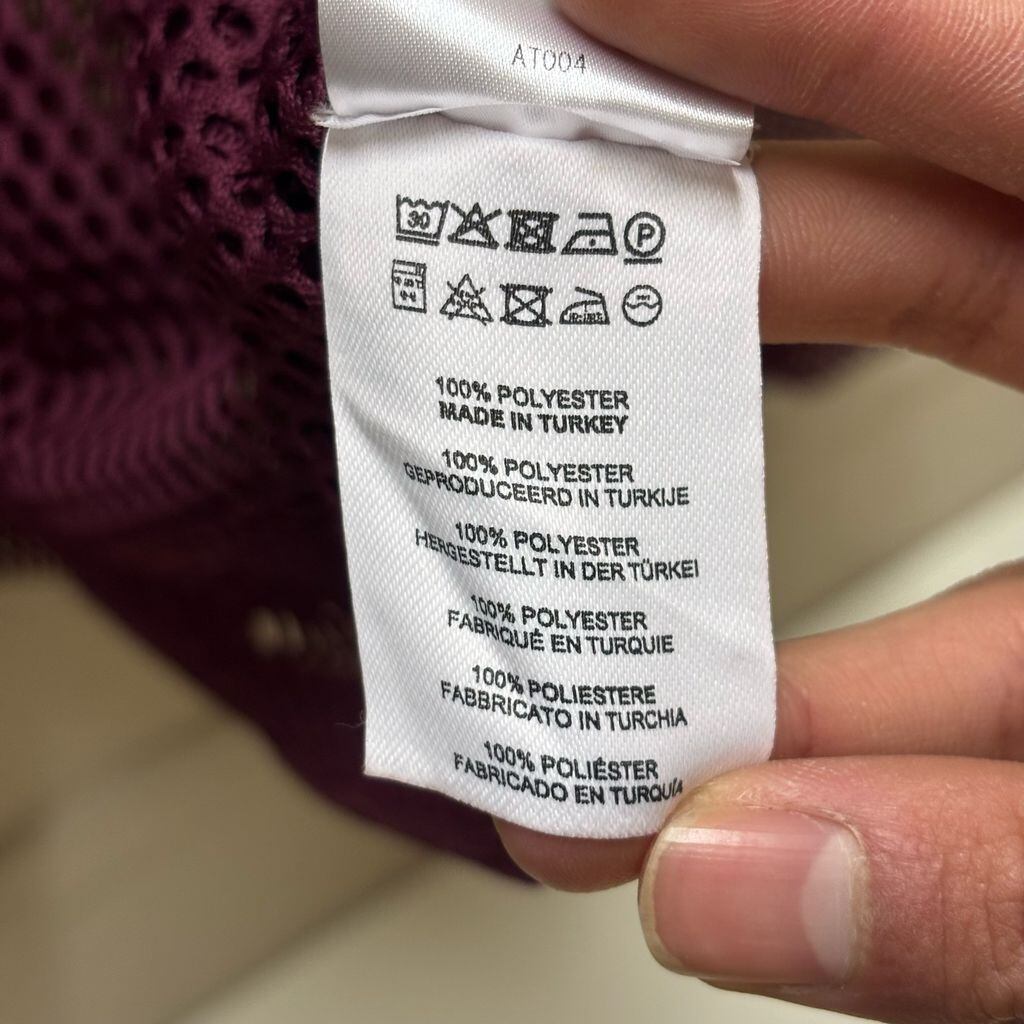 AT004
30
P
100% POLYESTER
MADE IN TURKEY
100% POLYESTER
GEPRODUCEERD IN TURKIJE
100% POLYESTER
HERGESTELLT IN DER TÜRKEI
100% POLYESTER
FABRIQUÉ EN TURQUIE
100% POLIESTERE
FABBRICATO IN TURCHIA
100% POLIÉSTER
FABRICADO EN TURQUÍA